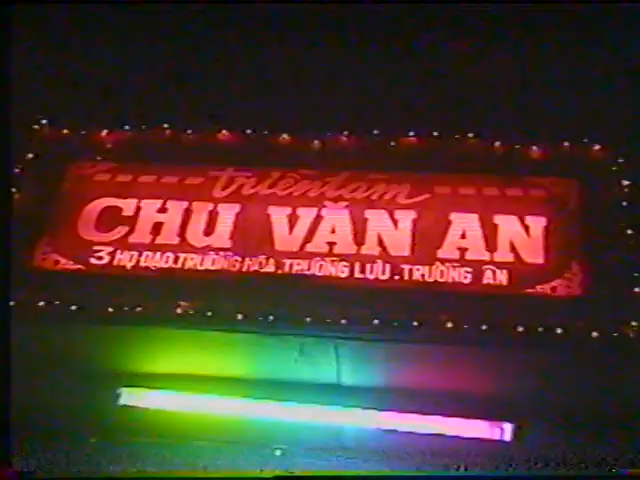 triển lãm
CHU VĂN AN
3 HỌ ĐẠO.TRƯỜNG HÒA.TRƯỜNG LƯU.TRƯỜNG AN